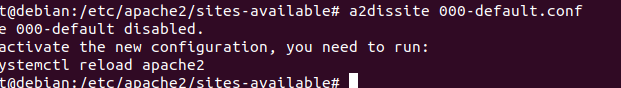 t@debian:/etc/apache2/sites-available# a2dissite 000-default.conf
e 000-default disabled.
activate the new configuration, you need to run:
ystemctl reload apache2
t@debian:/etc/apache2/sites-available#